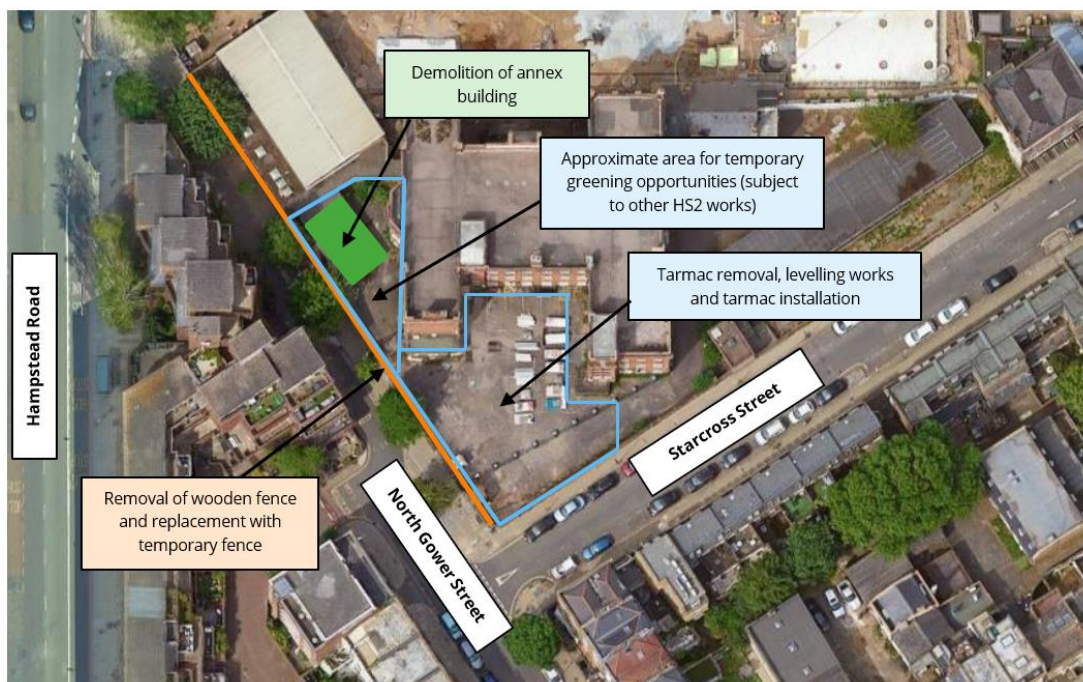 Demolition of annex
building
Approximate area for temporary
greening opportunities (subject
to other HS2 works)
Tarmac removal, levelling works
and tarmac installation
Hampstead Road
Starcross Street
North Gower Street
Removal of wooden fence
and replacement with
temporary fence